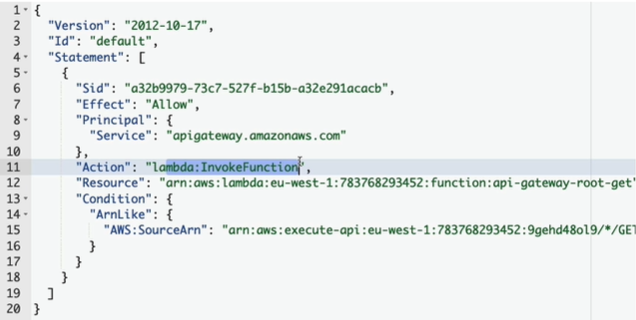 1 {
2 "Version": "2012-10-17",
3 "Id": "default",
4 "Statement": [
5 {
6 "Sid": "a32b9979-73c7-527f-b15b-a32e291acacb",
7 "Effect": "Allow",
8 "Principal": {
9 "Service": "apigateway.amazonaws.com"
10 },
11 "Action": "lambda:InvokeFunction",
12 "Resource": "arn:aws:lambda:eu-west-1:783768293452:function:api-gateway-root-get"
13 "Condition": {
14 "ArnLike": {
15 "AWS:SourceArn": "arn:aws:execute-api:eu-west-1:783768293452:9gehd48ol9/*/GET
16 }
17 }
18 }
19 ]
20 }